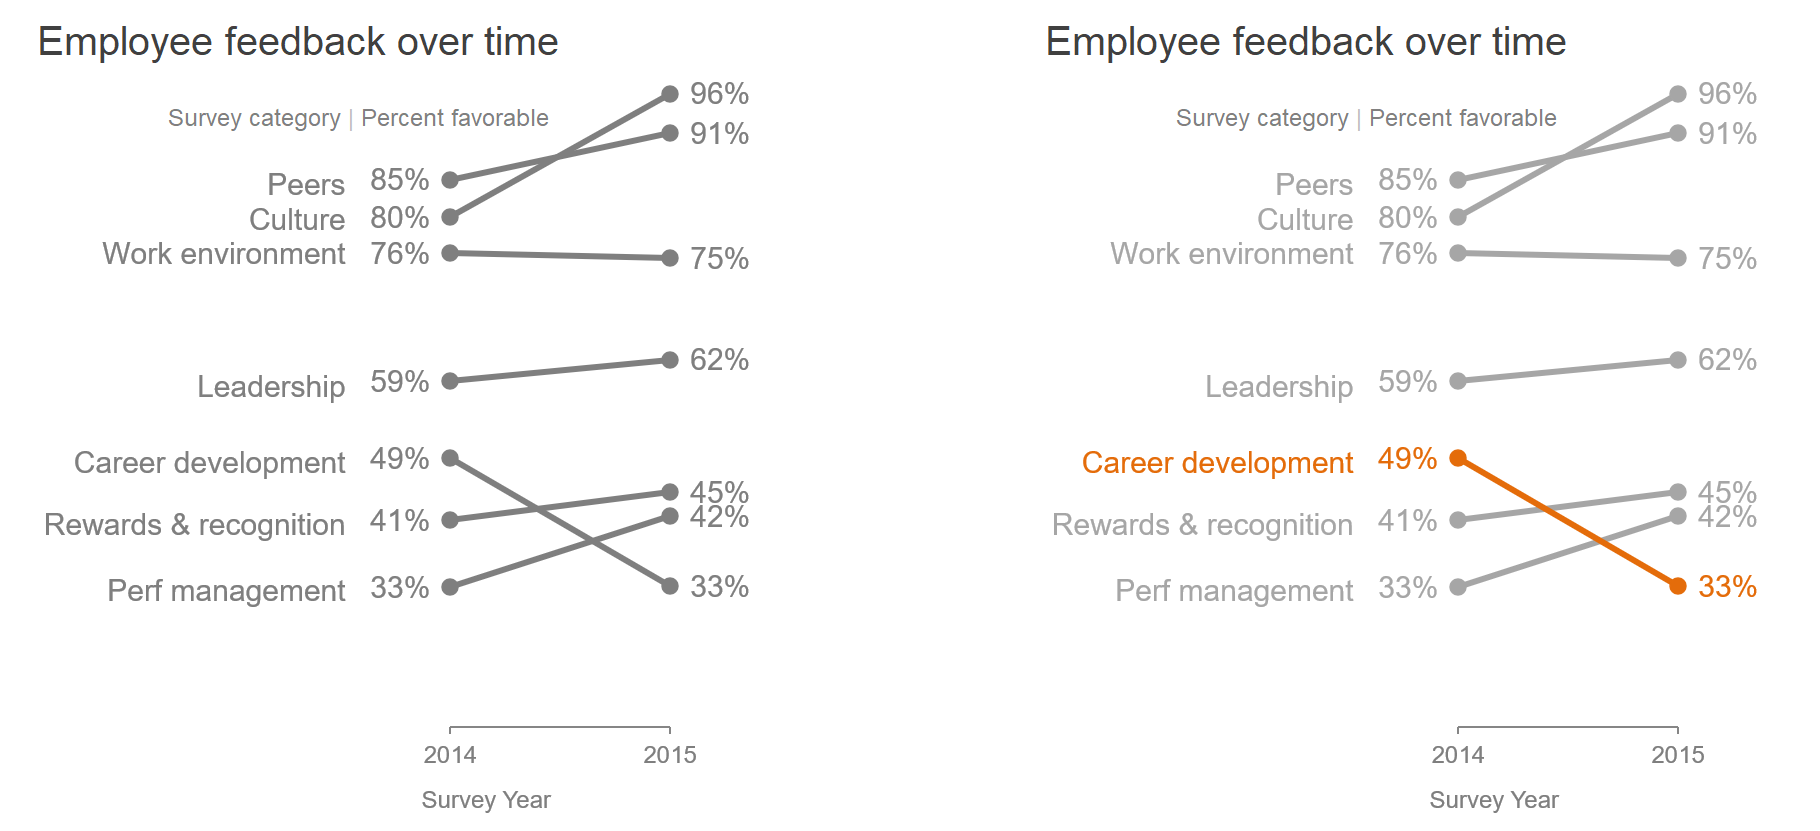 Employee feedback over time
Survey category | Percent favorable
96%
91%
Peers 85%
Culture 80%
Work environment 76%
75%
62%
Leadership 59%
Career development 49%
45%
Rewards & recognition 41%
42%
Perf management 33%
33%
2014 2015
Survey Year
Employee feedback over time
Survey category | Percent favorable
96%
91%
Peers 85%
Culture 80%
Work environment 76%
75%
62%
Leadership 59%
Career development 49%
45%
Rewards & recognition 41%
42%
Perf management 33%
33%
2014 2015
Survey Year